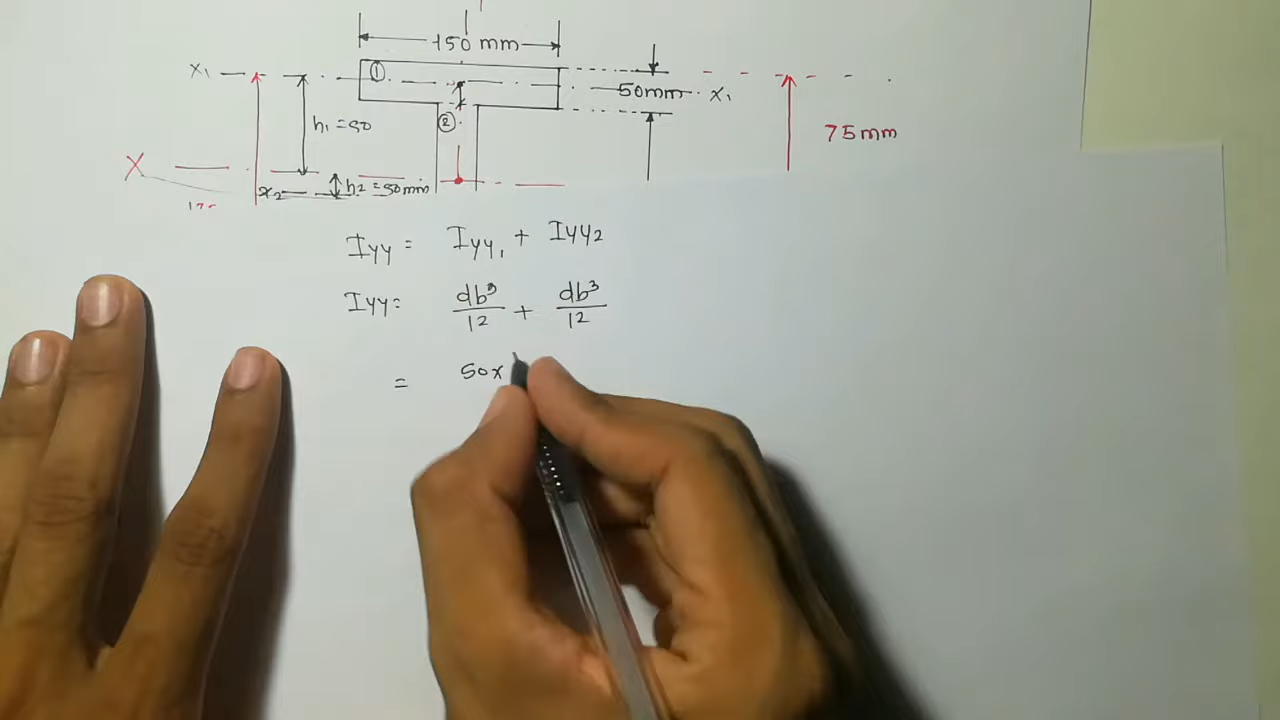 150 mm
x₁
①
50mm
x₁
②
h₁ = 50
75mm
X
x₂
h₂ = 50mm
Iyy = Iyy₁ + Iyy₂
Iyy = db³/12 + db³/12
= 50x